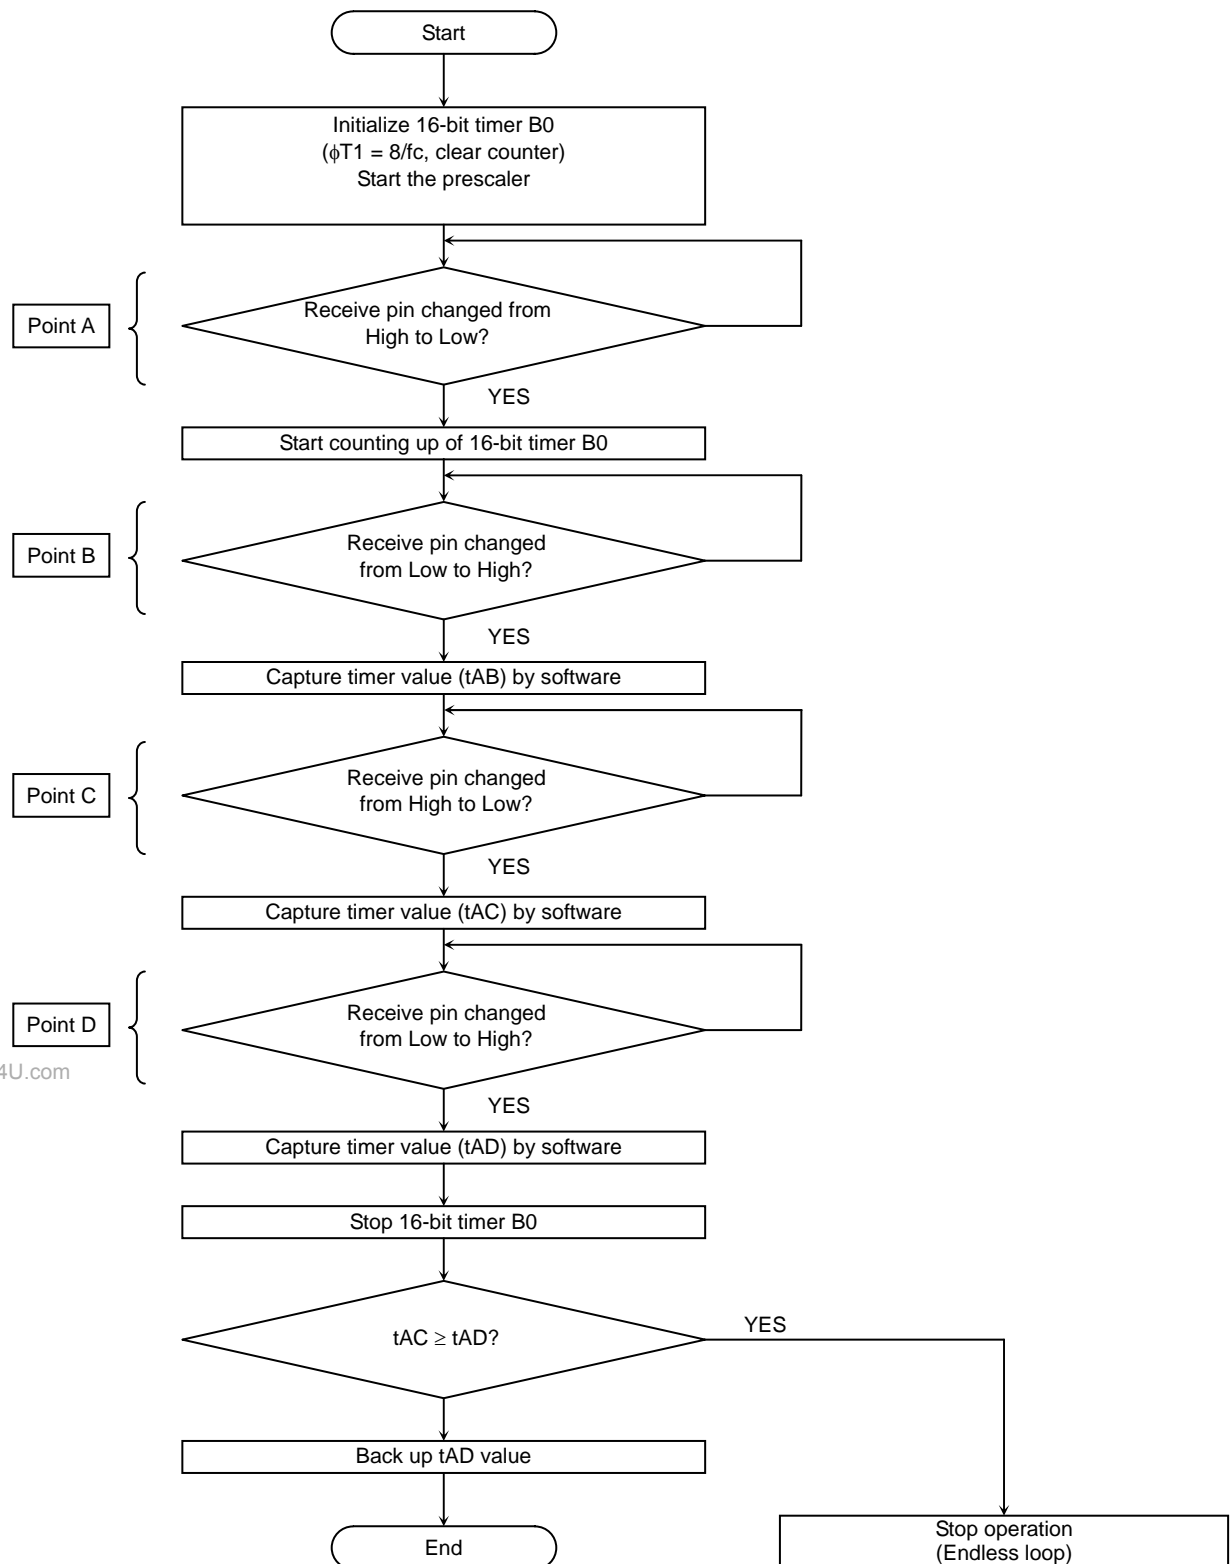 Start
Initialize 16-bit timer B0
(ϕT1 = 8/fc, clear counter)
Start the prescaler
Point A
Receive pin changed from
High to Low?
YES
Start counting up of 16-bit timer B0
Point B
Receive pin changed
from Low to High?
YES
Capture timer value (tAB) by software
Point C
Receive pin changed
from High to Low?
YES
Capture timer value (tAC) by software
Point D
Receive pin changed
from Low to High?
4U.com
YES
Capture timer value (tAD) by software
Stop 16-bit timer B0
tAC ≥ tAD?
YES
Back up tAD value
End
Stop operation
(Endless loop)